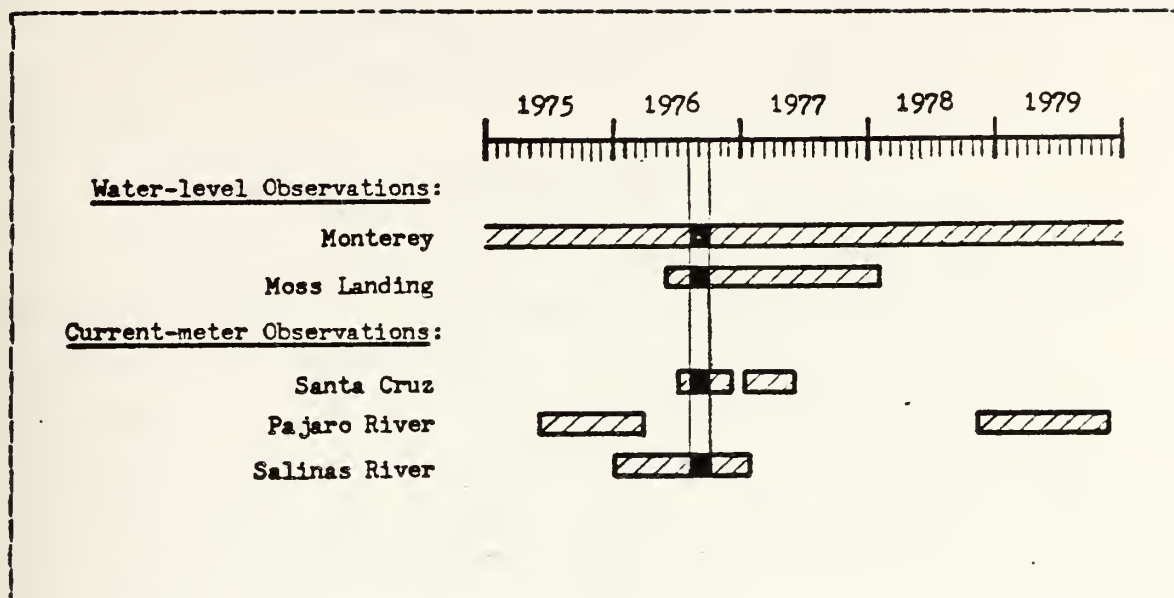 1975 1976 1977 1978 1979
Water-level Observations:
Monterey
Moss Landing
Current-meter Observations:
Santa Cruz
Pajaro River
Salinas River